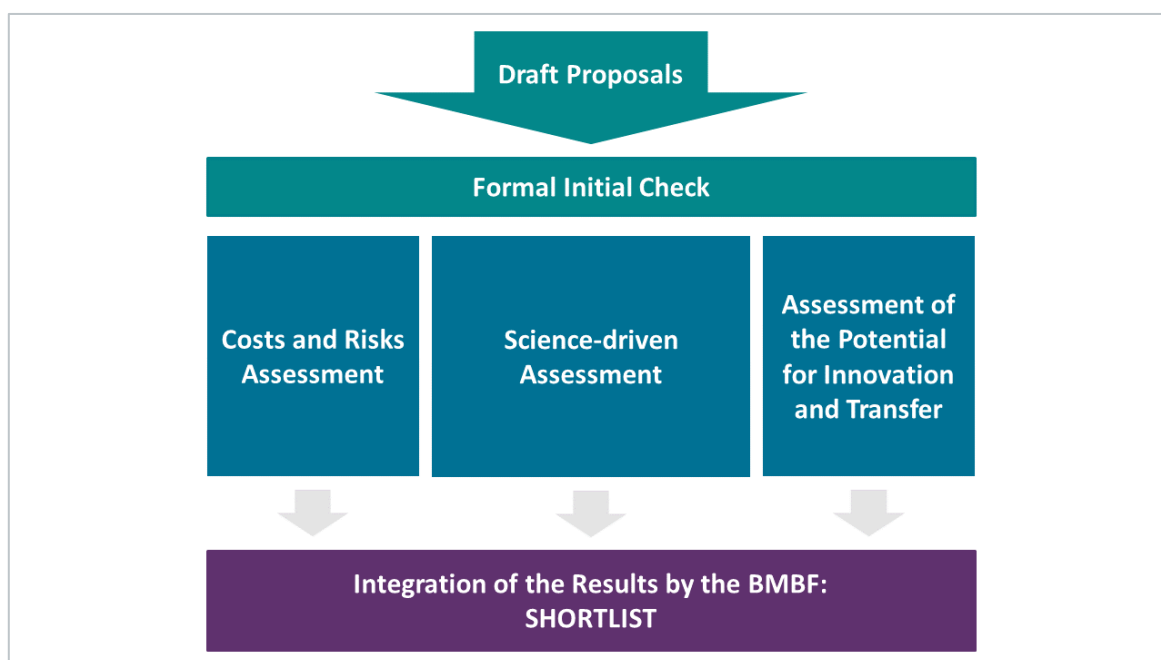 Draft Proposals
Formal Initial Check
Costs and Risks
Assessment
Science-driven
Assessment
Assessment of
the Potential
for Innovation
and Transfer
Integration of the Results by the BMBF:
SHORTLIST